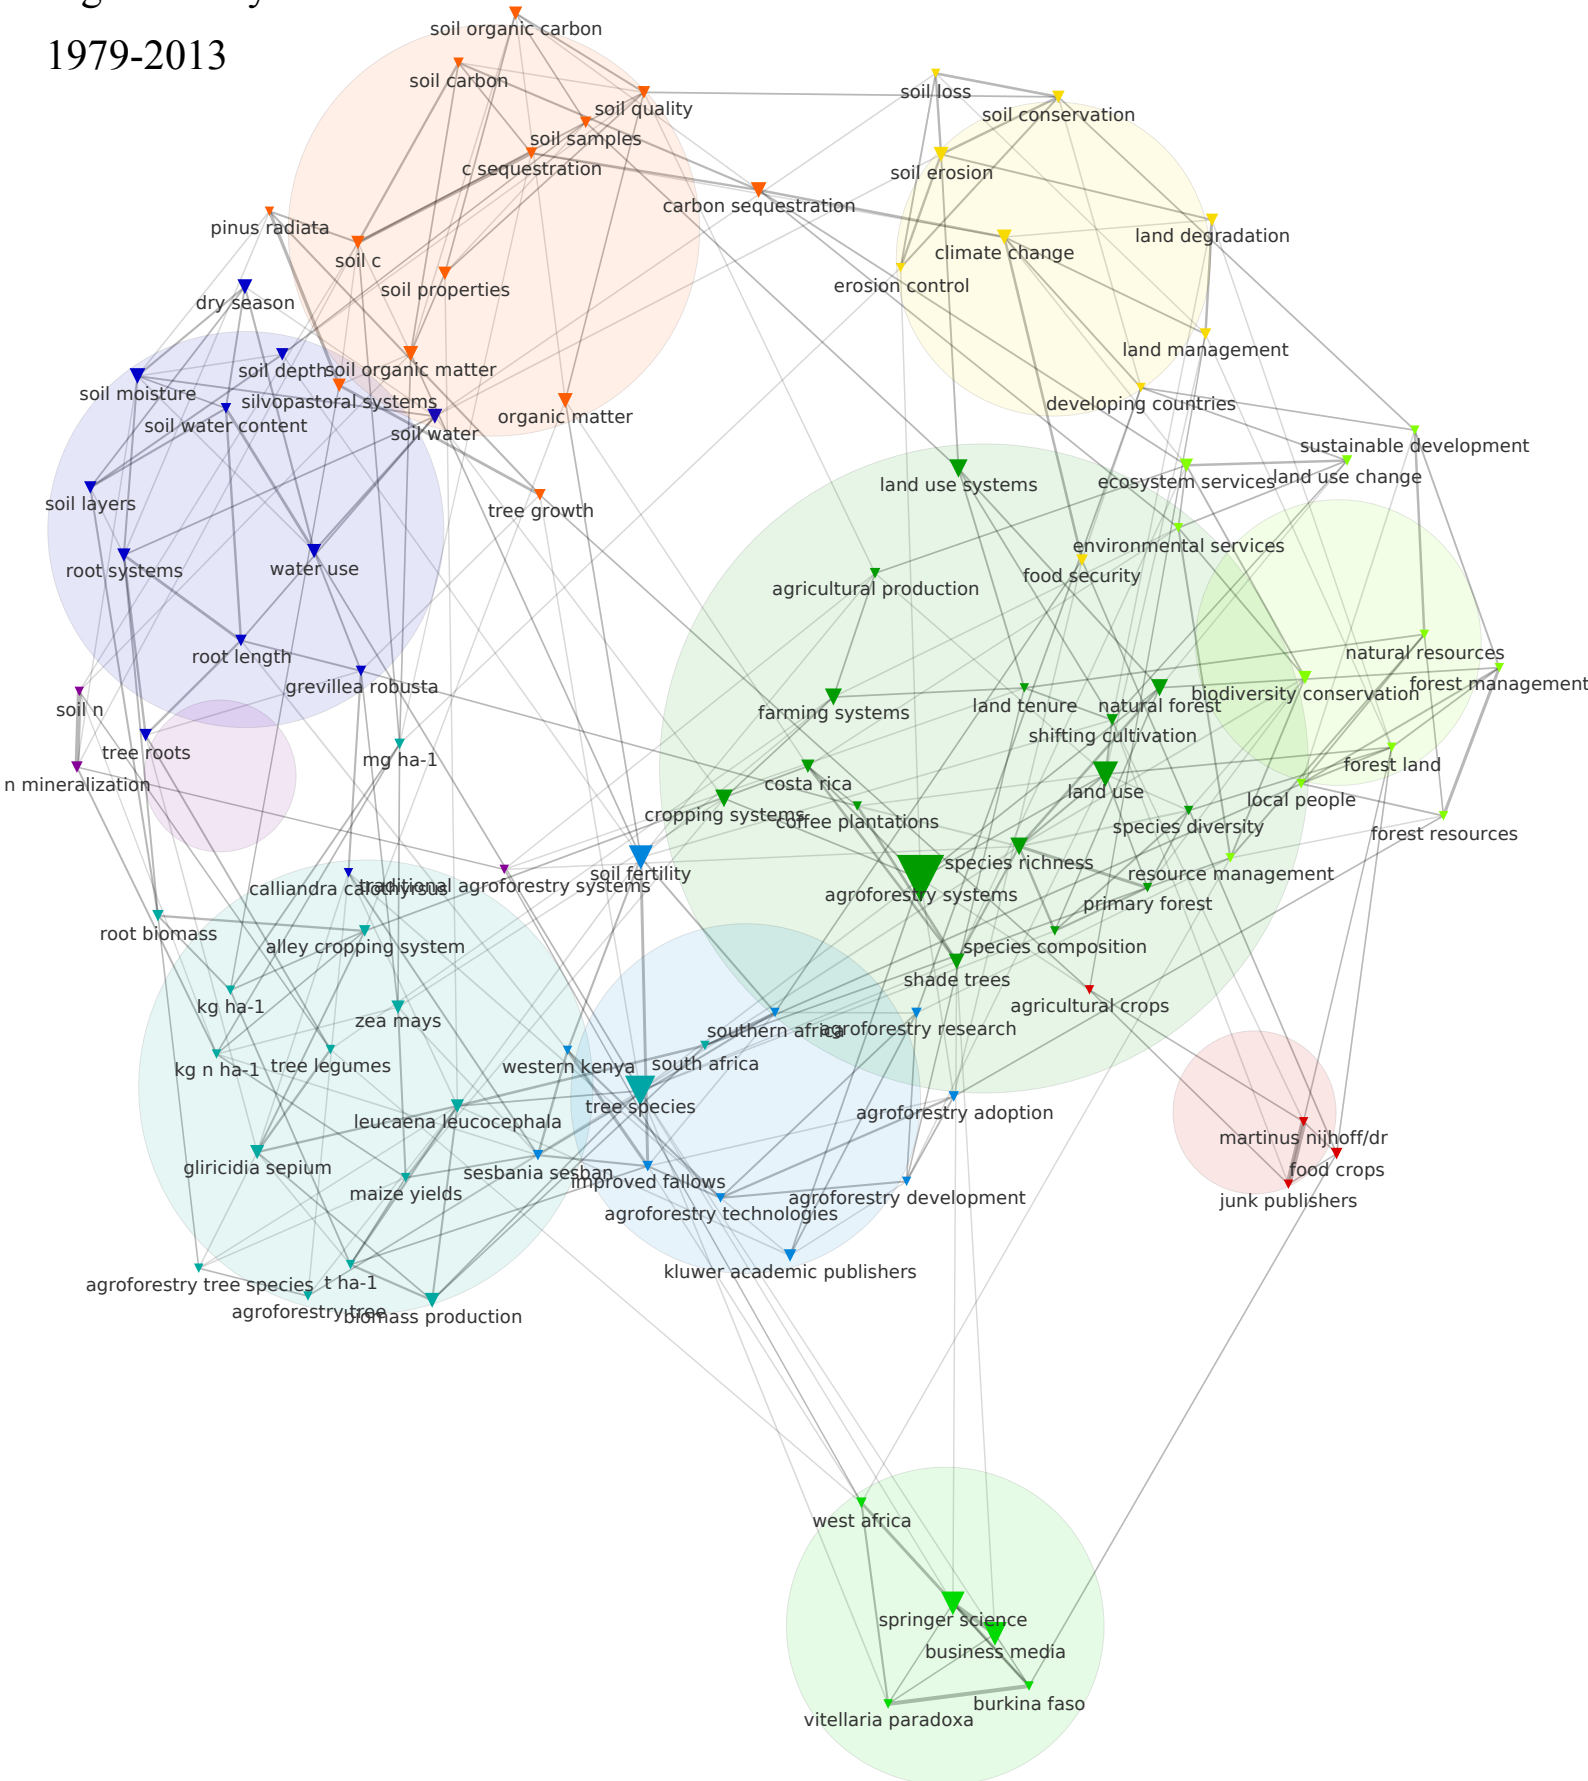 1979-2013
soil organic carbon
soil carbon
soil loss
soil quality
soil conservation
soil samples
c sequestration
soil erosion
carbon sequestration
pinus radiata
land degradation
climate change
soil c
erosion control
soil properties
dry season
land management
soil depth
soil organic matter
soil moisture
silvopastoral systems
developing countries
organic matter
soil water content
soil water
sustainable development
land use systems
ecosystem services
land use change
soil layers
tree growth
environmental services
root systems
water use
food security
agricultural production
root length
natural resources
grevillea robusta
biodiversity conservation
forest management
soil n
farming systems
land tenure
natural forest
shifting cultivation
tree roots
mg ha-1
forest land
n mineralization
costa rica
land use
local people
cropping systems
coffee plantations
species diversity
forest resources
species richness
soil fertility
resource management
calliandra calothyrsus
traditional agroforestry systems
agroforestry systems
primary forest
root biomass
alley cropping system
species composition
shade trees
kg ha-1
agricultural crops
zea mays
southern africa
agroforestry research
kg n ha-1
tree legumes
western kenya
south africa
tree species
agroforestry adoption
leucaena leucocephala
martinus nijhoff/dr
gliricidia sepium
sesbania sesban
food crops
maize yields
improved fallows
agroforestry development
junk publishers
agroforestry technologies
kluwer academic publishers
agroforestry tree species
t ha-1
agroforestry tree
biomass production
west africa
springer science
business media
burkina faso
vitellaria paradoxa